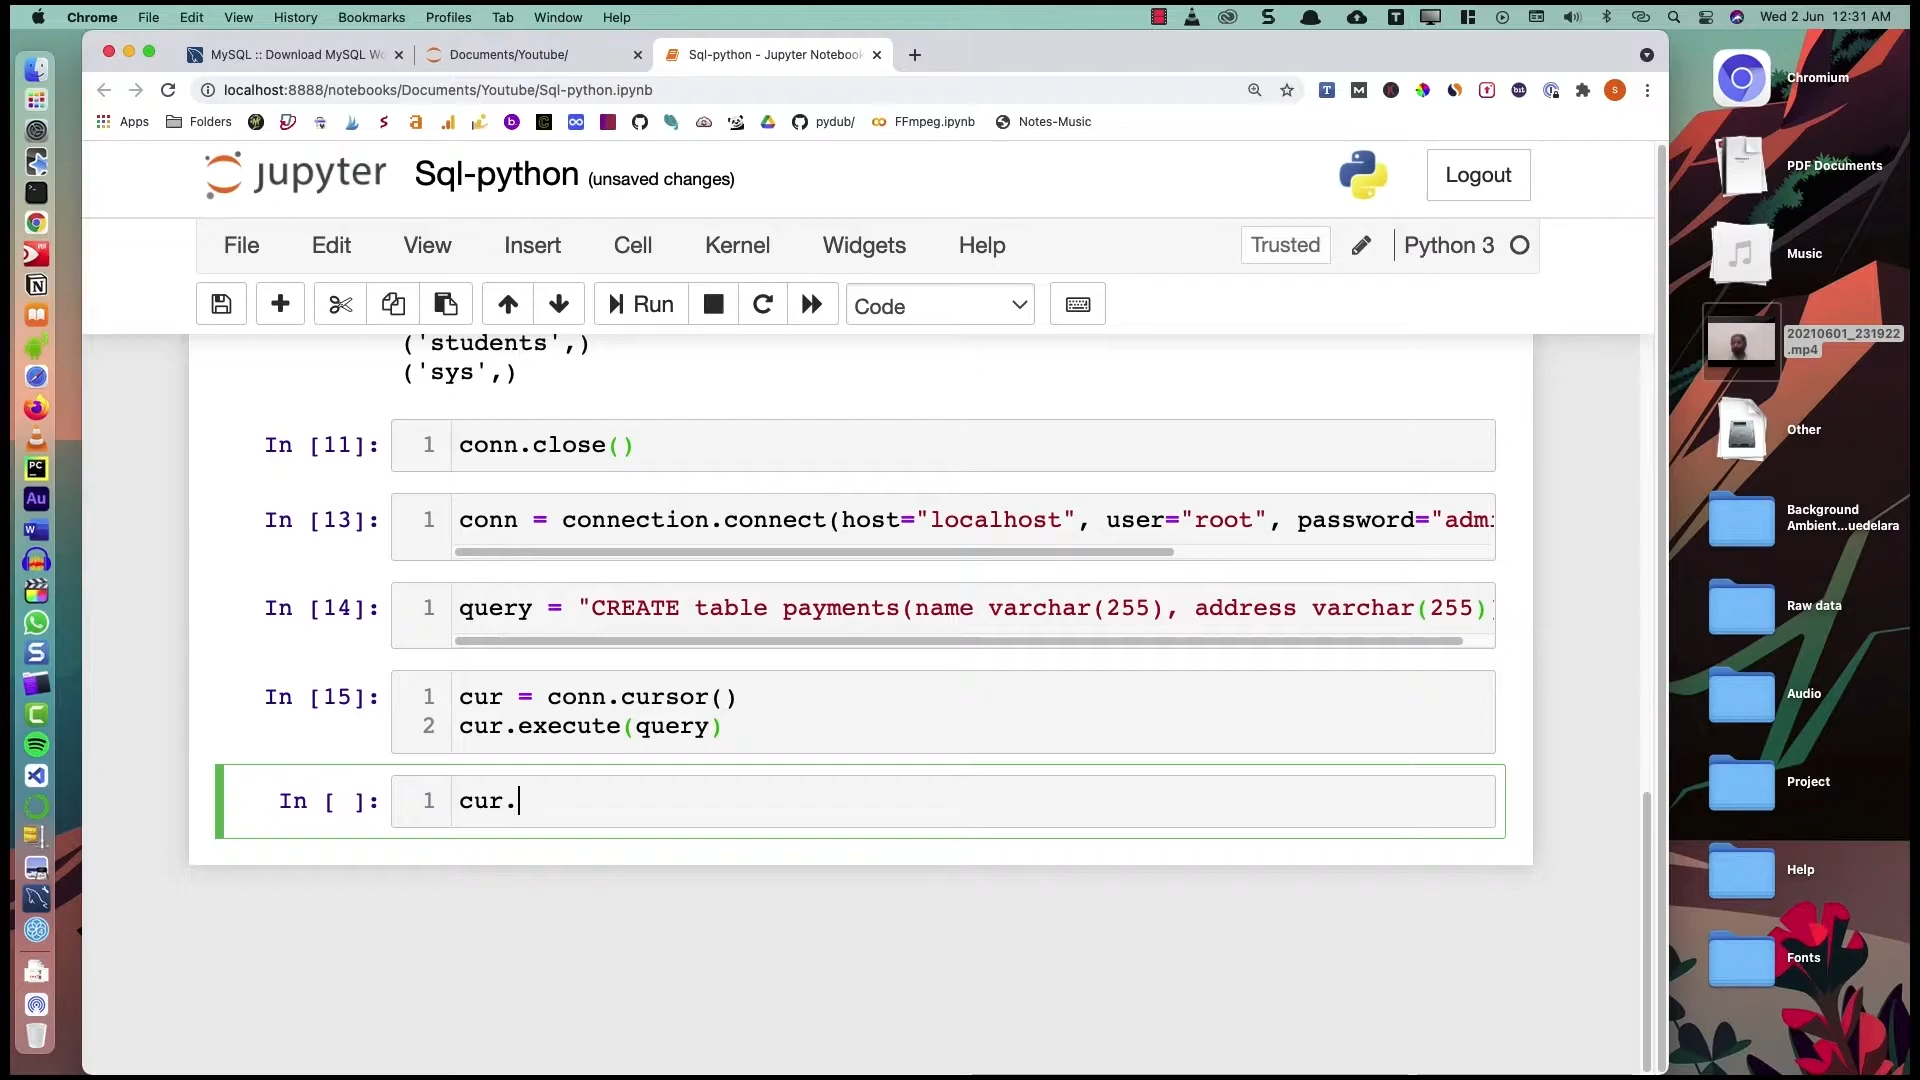 Chrome File Edit View History Bookmarks Profiles Tab Window Help
Wed 2 Jun 12:31 AM
MySQL :: Download MySQL Wo
Documents/Youtube/
Sql-python - Jupyter Notebook
localhost:8888/notebooks/Documents/Youtube/Sql-python.ipynb
Apps Folders pydub/ FFmpeg.ipynb Notes-Music
jupyter Sql-python (unsaved changes)
Logout
File Edit View Insert Cell Kernel Widgets Help
Trusted Python 3
Run Code
('students',)
('sys',)
In [11]: 1 conn.close()
In [13]: 1 conn = connection.connect(host="localhost", user="root", password="admi
In [14]: 1 query = "CREATE table payments(name varchar(255), address varchar(255)
In [15]: 1 cur = conn.cursor()
2 cur.execute(query)
In [ ]: 1 cur.
Chromium
PDF Documents
Music
20210601_231922
.mp4
Other
Background
Ambient...uedelara
Raw data
Audio
Project
Help
Fonts